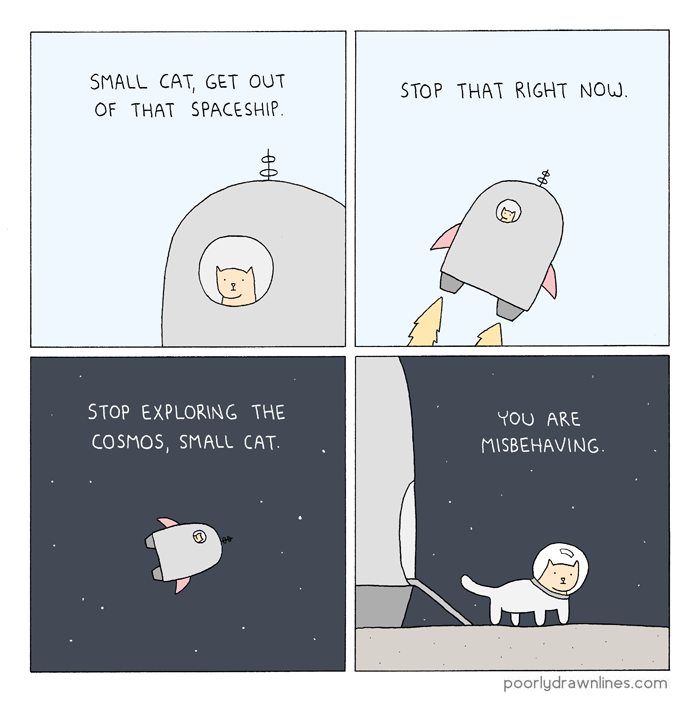 SMALL CAT, GET OUT
OF THAT SPACESHIP.
STOP THAT RIGHT NOW.
STOP EXPLORING THE
COSMOS, SMALL CAT.
YOU ARE
MISBEHAVING.
poorlydrawnlines.com